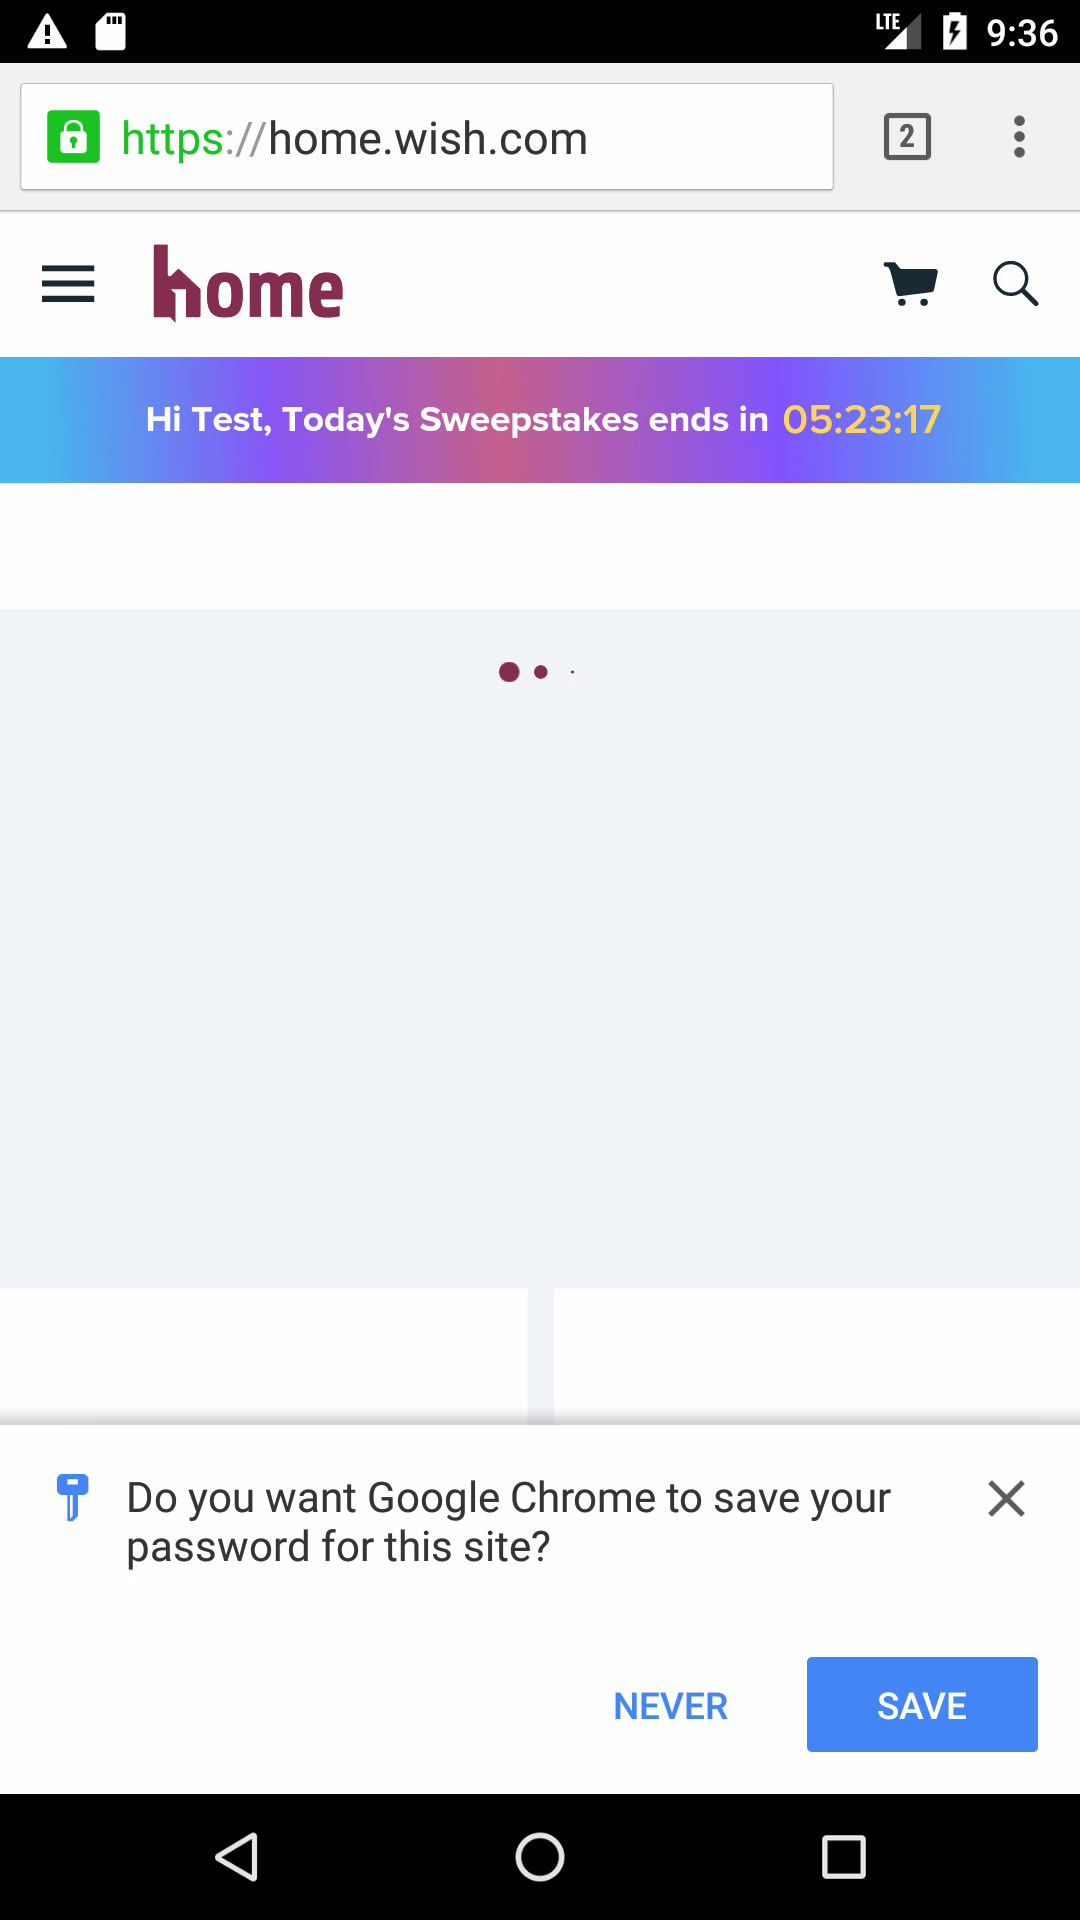 LTE 9:36
https://home.wish.com 2
home
Hi Test, Today's Sweepstakes ends in 05:23:17
Do you want Google Chrome to save your
password for this site?
NEVER SAVE